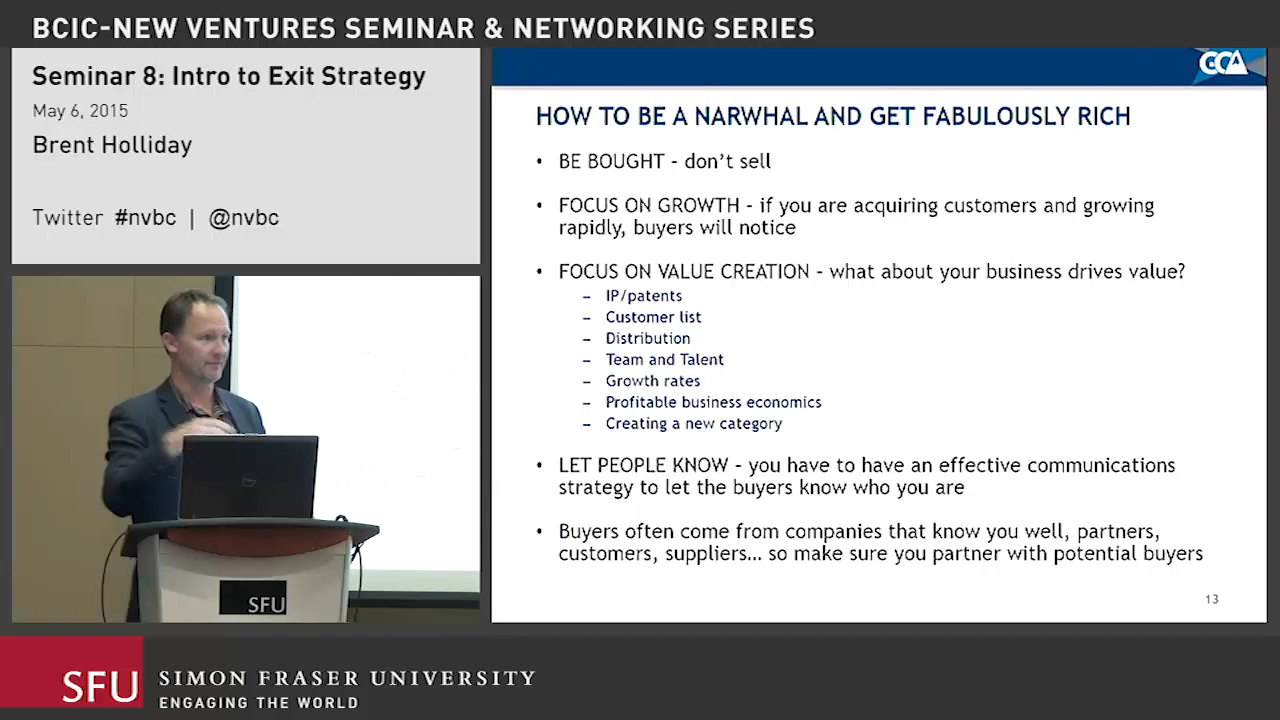 BCIC-NEW VENTURES SEMINAR & NETWORKING SERIES
Seminar 8: Intro to Exit Strategy
May 6, 2015
Brent Holliday
Twitter #nvbc | @nvbc
CCA
HOW TO BE A NARWHAL AND GET FABULOUSLY RICH
• BE BOUGHT - don't sell
• FOCUS ON GROWTH - if you are acquiring customers and growing
rapidly, buyers will notice
• FOCUS ON VALUE CREATION - what about your business drives value?
– IP/patents
– Customer list
– Distribution
– Team and Talent
– Growth rates
– Profitable business economics
– Creating a new category
• LET PEOPLE KNOW - you have to have an effective communications
strategy to let the buyers know who you are
• Buyers often come from companies that know you well, partners,
customers, suppliers... so make sure you partner with potential buyers
13
SFU
SFU
SIMON FRASER UNIVERSITY
ENGAGING THE WORLD